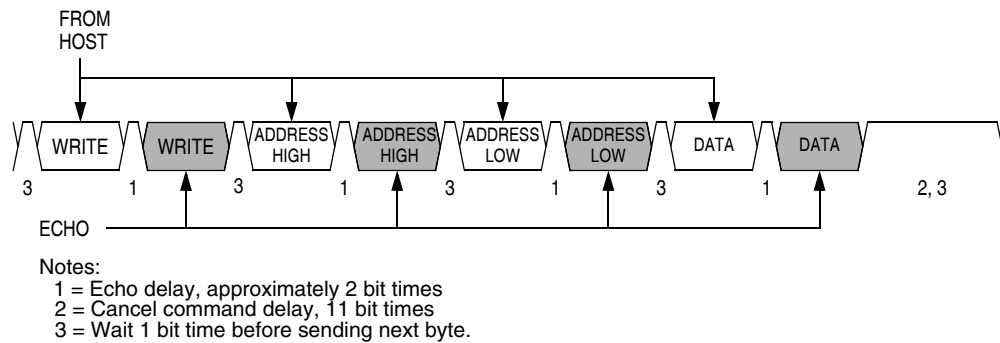 FROM
HOST
WRITE WRITE ADDRESS HIGH ADDRESS HIGH ADDRESS LOW ADDRESS LOW DATA DATA
3 1 3 1 3 1 3 1 2, 3
ECHO
Notes:
1 = Echo delay, approximately 2 bit times
2 = Cancel command delay, 11 bit times
3 = Wait 1 bit time before sending next byte.